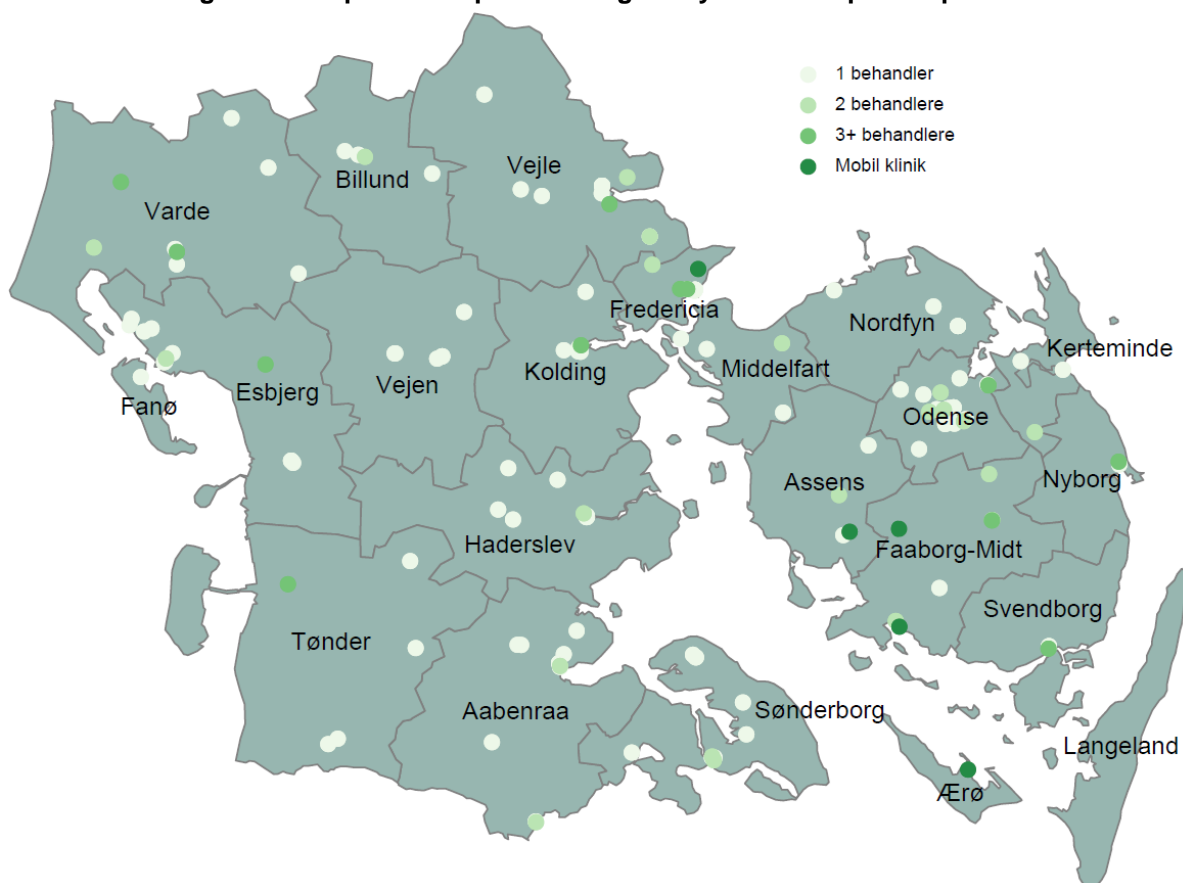 1 behandler
2 behandlere
3+ behandlere
Mobil klinik
Vejle
Billund
Varde
Fredericia
Nordfyn
Kerteminde
Middelfart
Kolding
Vejen
Esbjerg
Fanø
Odense
Assens
Nyborg
Haderslev
Faaborg-Midt
Svendborg
Tønder
Aabenraa
Sønderborg
Langeland
Ærø